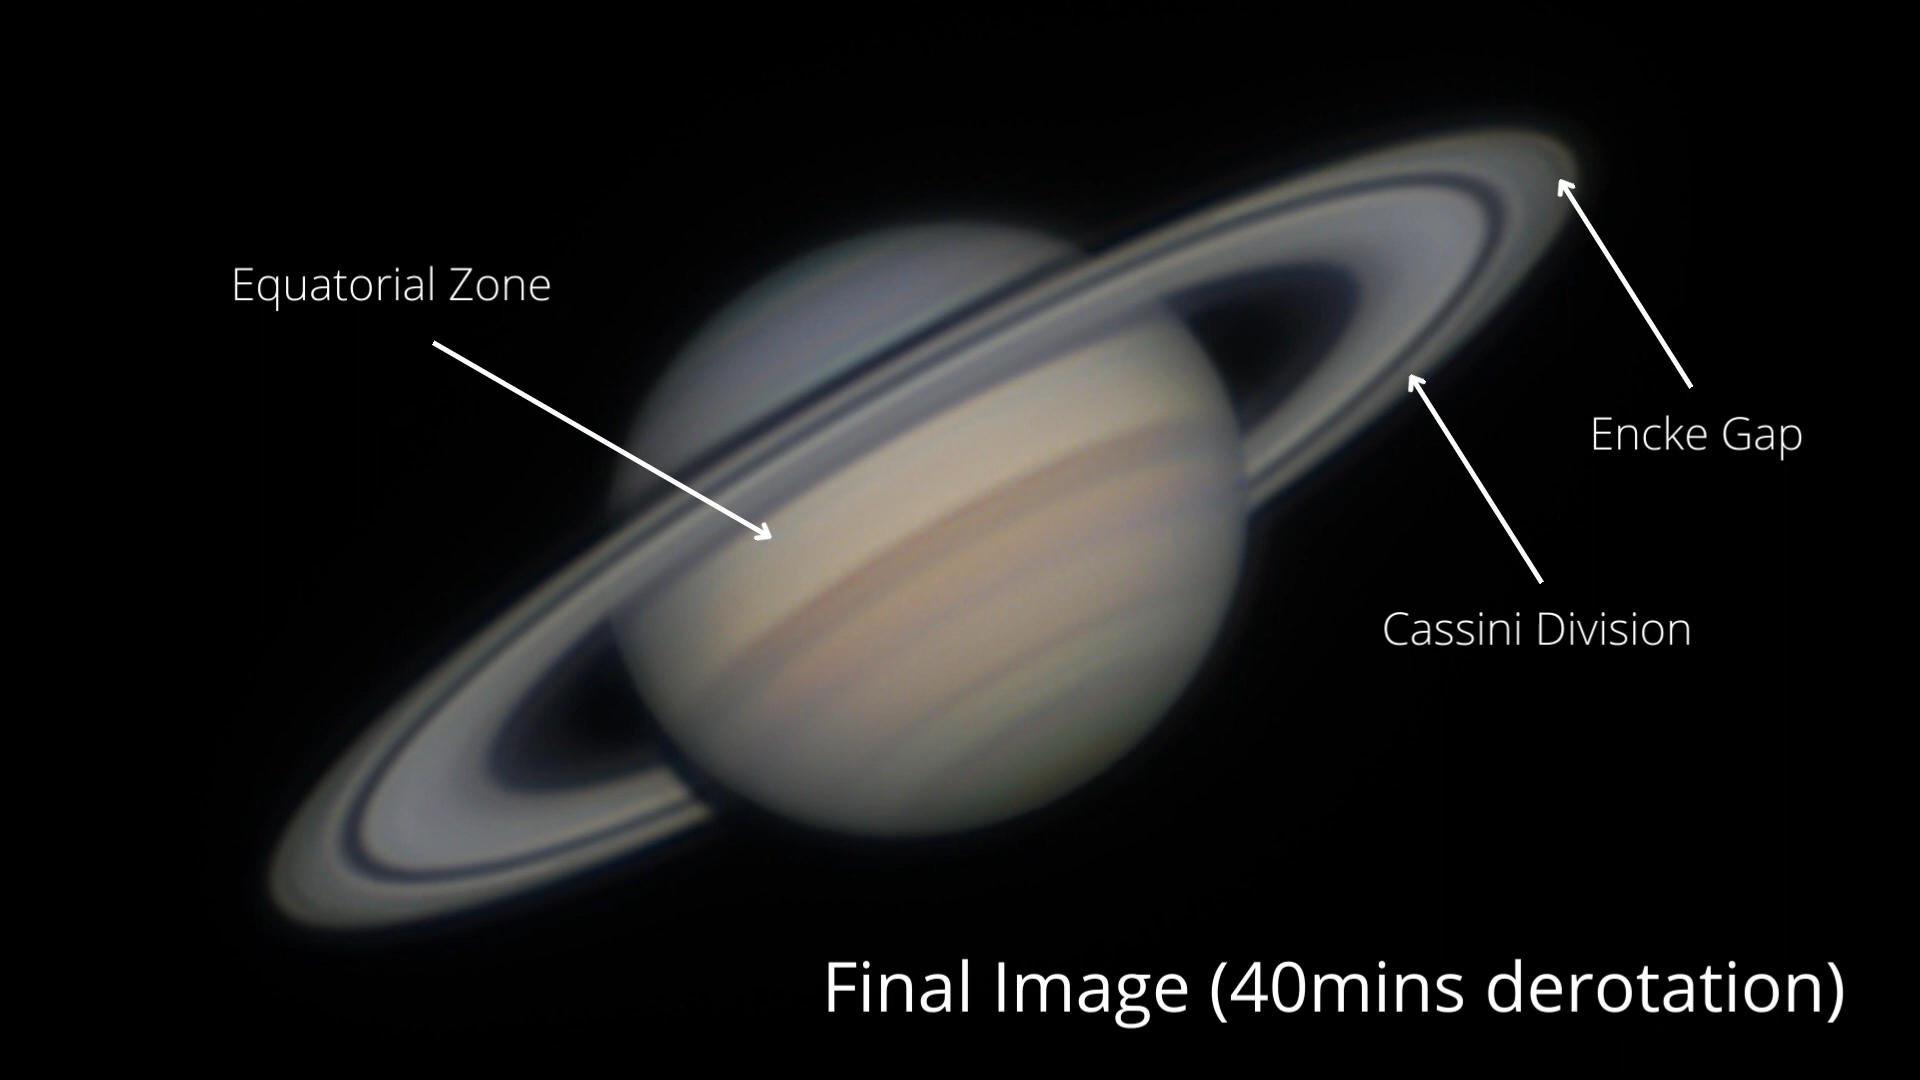 Equatorial Zone
Encke Gap
Cassini Division
Final Image (40mins derotation)